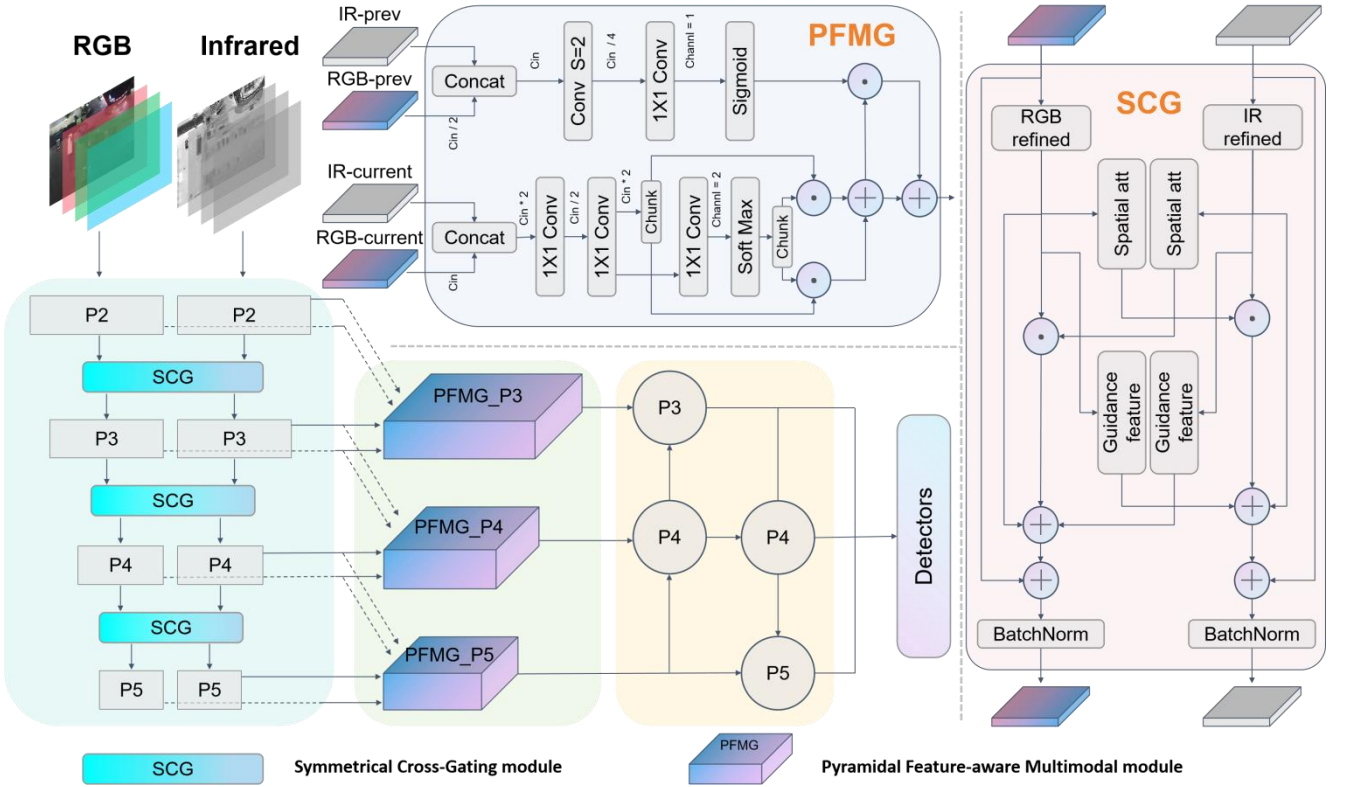 RGB
Infrared
P2
P2
SCG
P3
P3
SCG
P4
P4
SCG
P5
P5
IR-prev
RGB-prev
Cin / 2
Concat
Cin
Conv S=2
Cin / 4
1X1 Conv
Channl = 1
Sigmoid
PFMG
IR-current
RGB-current
Cin
Concat
Cin * 2
1X1 Conv
Cin / 2
1X1 Conv
Cin * 2
Chunk
1X1 Conv
Channl = 2
Soft Max
Chunk
PFMG_P3
PFMG_P4
PFMG_P5
P3
P4
P4
P5
Detectors
SCG
RGB
refined
IR
refined
Spatial att
Spatial att
Guidance
feature
Guidance
feature
BatchNorm
BatchNorm
SCG
Symmetrical Cross-Gating module
PFMG
Pyramidal Feature-aware Multimodal module